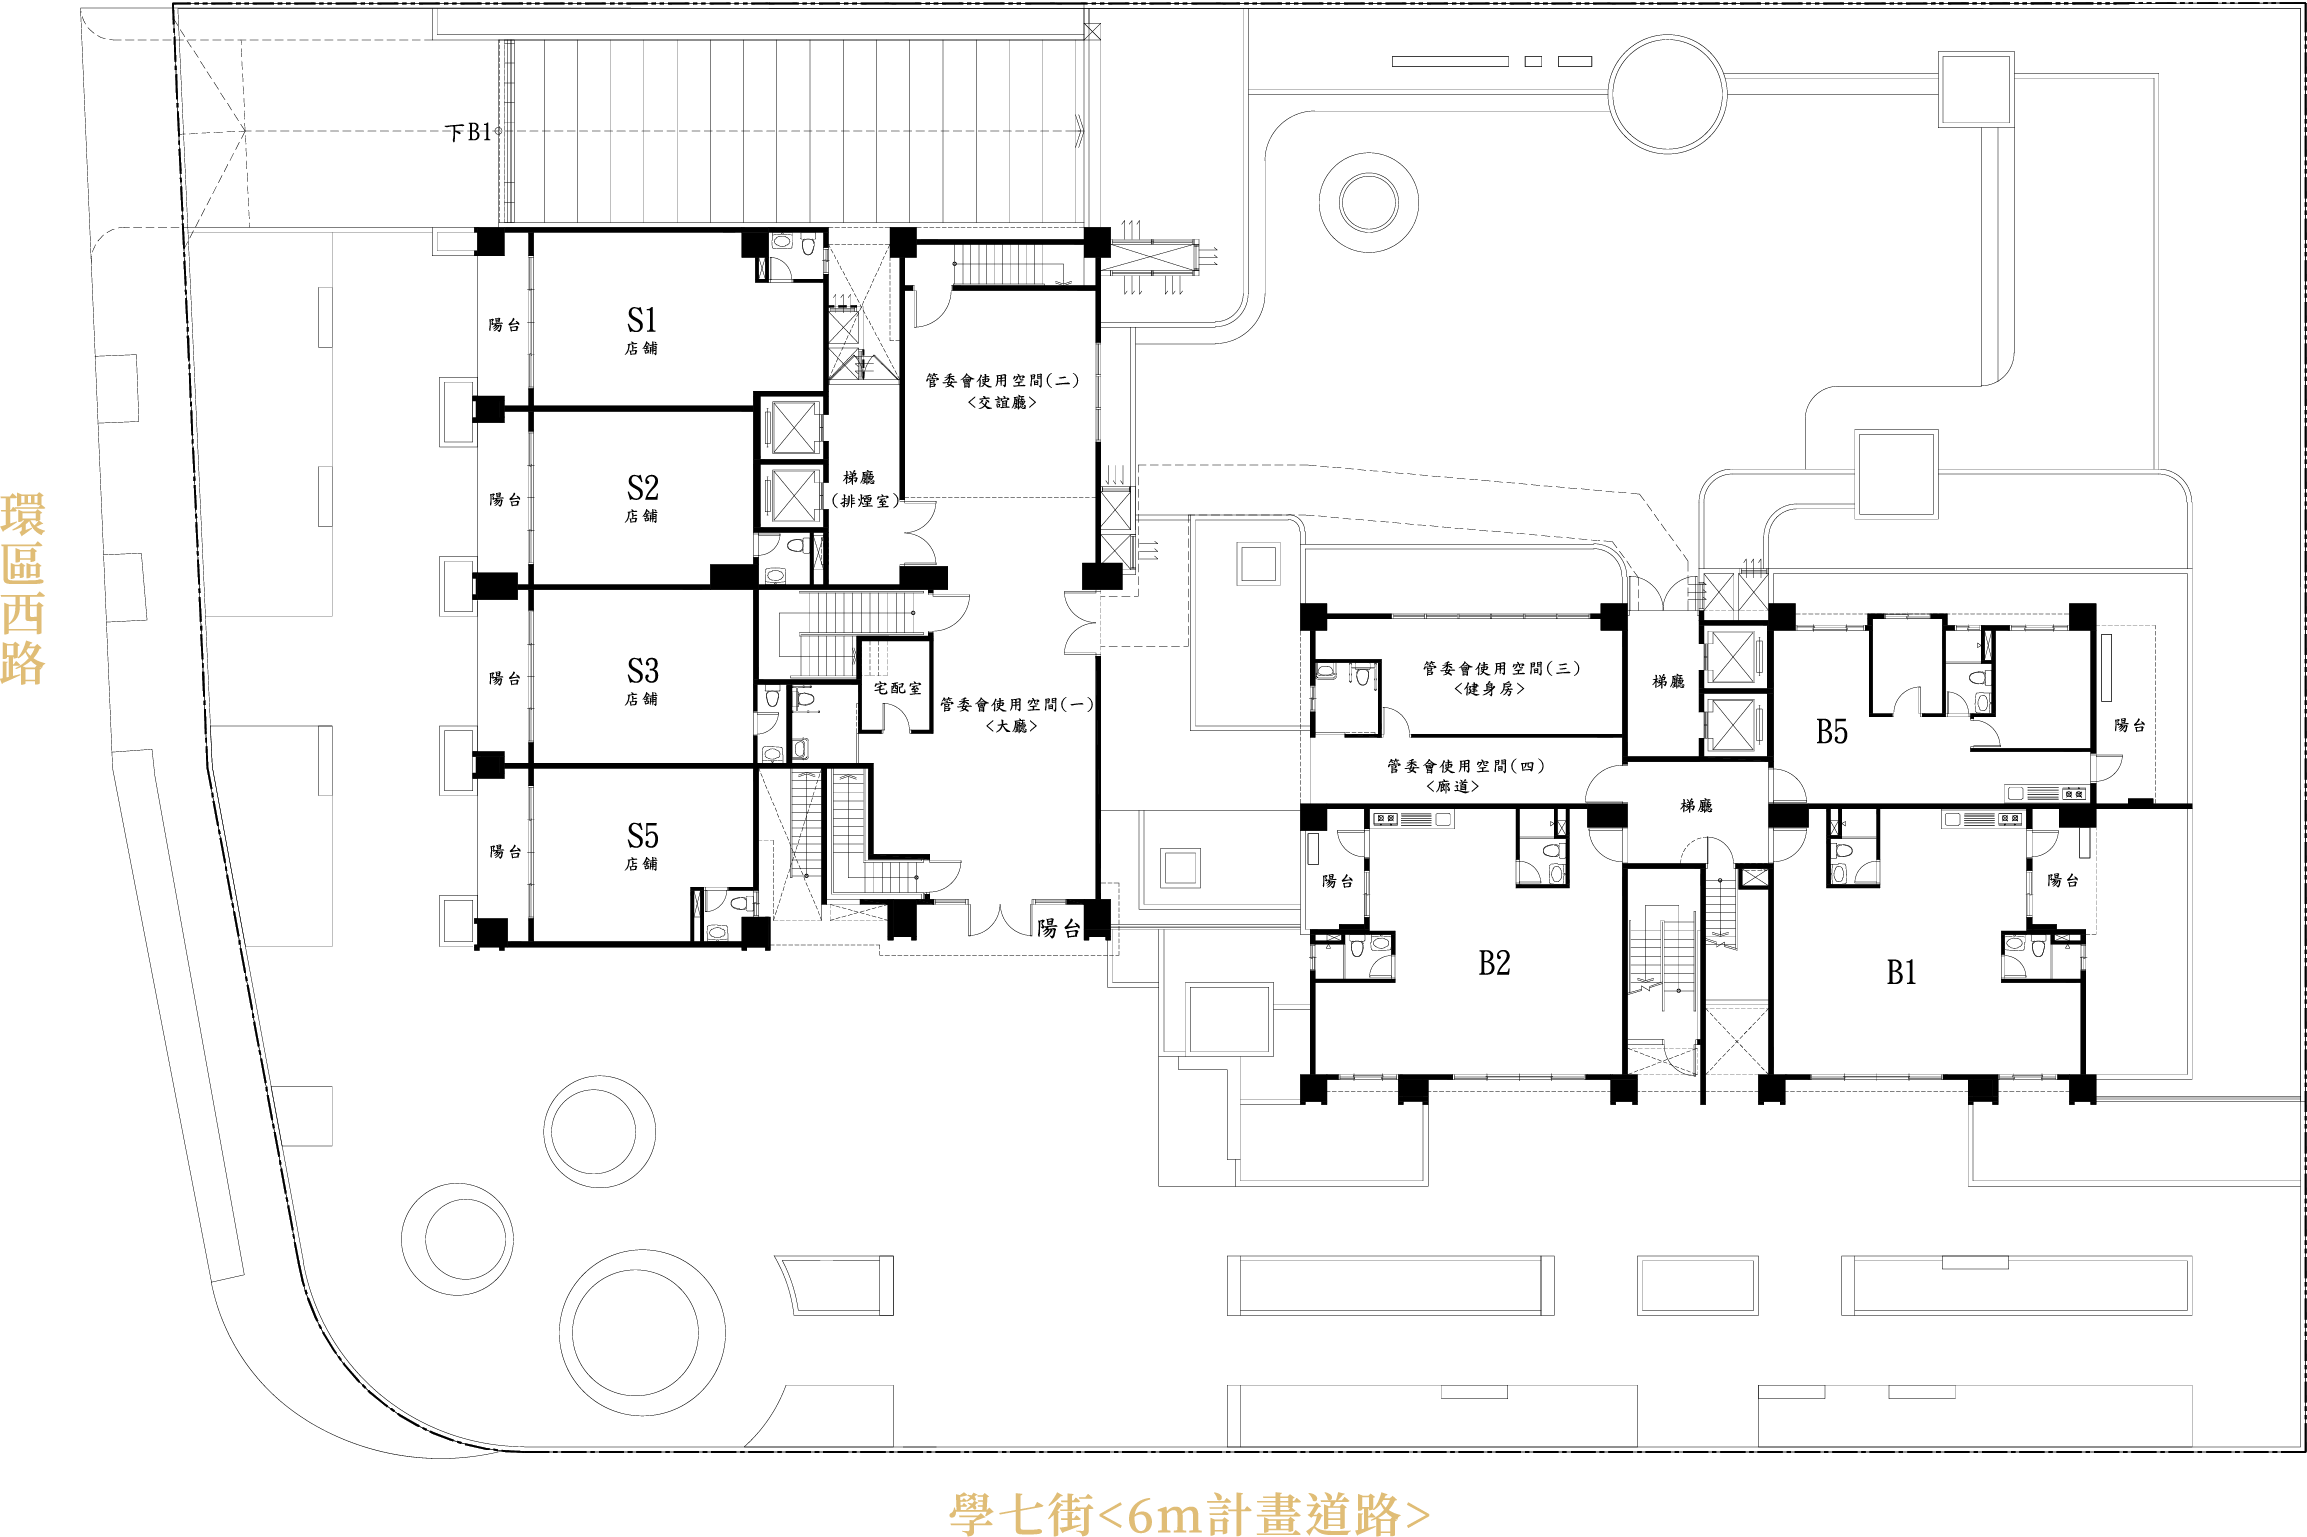 下B1
陽台
S1
店舖
管委會使用空間(二)
<交誼廳>
陽台
S2
店舖
梯廳
(排煙室)
環區西路
陽台
S3
店舖
宅配室
管委會使用空間(一)
<大廳>
陽台
S5
店舖
陽台
管委會使用空間(三)
<健身房>
梯廳
B5
陽台
管委會使用空間(四)
<廊道>
梯廳
陽台
B2
陽台
B1
學七街<6m計畫道路>